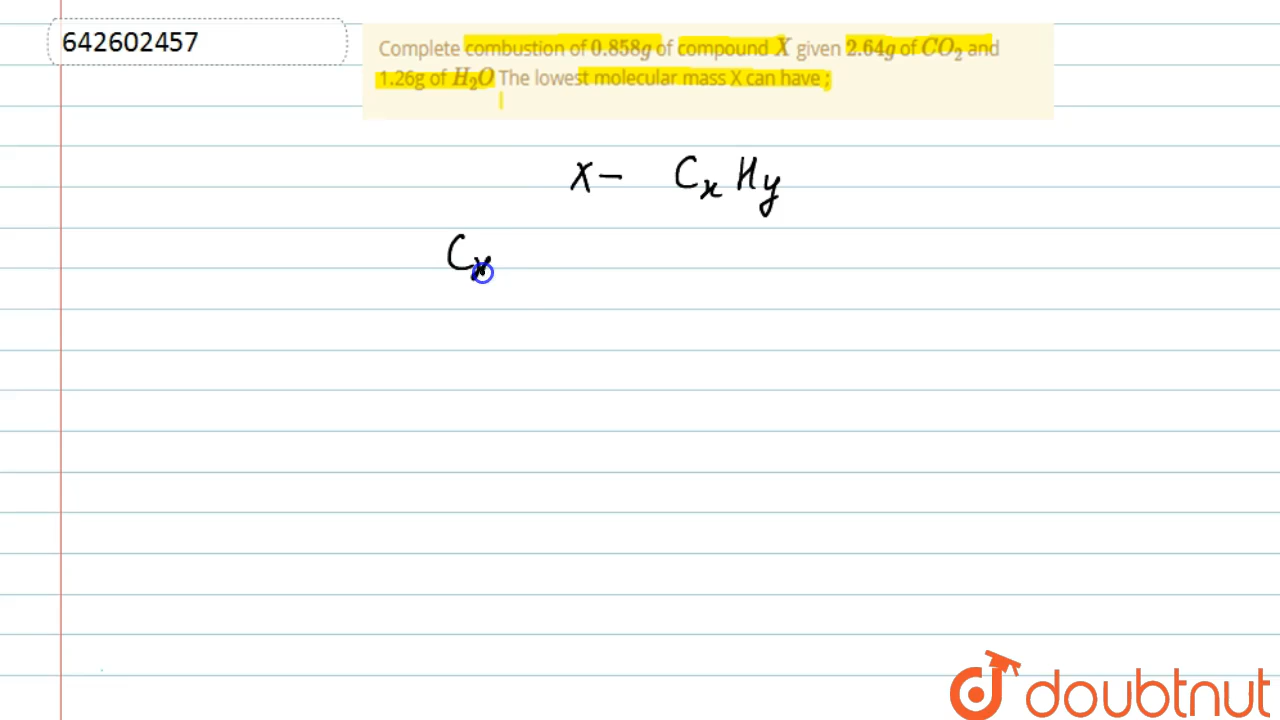 642602457
Complete combustion of 0.858g of compound X given 2.64g of CO₂ and
1.26g of H₂O The lowest molecular mass X can have ;
X – CₓHᵧ
Cₓ
doubtnut